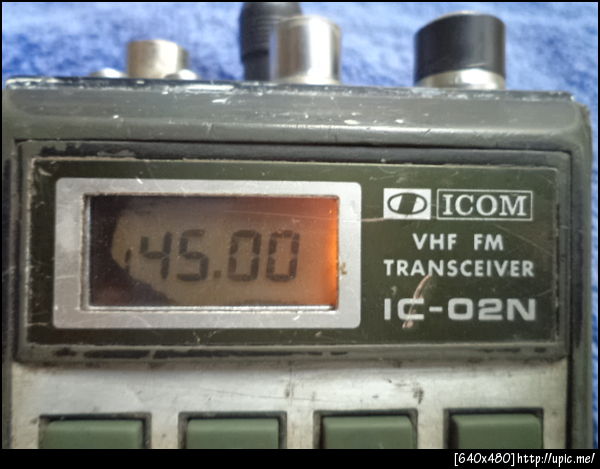 145.00
ICOM
VHF FM
TRANSCEIVER
IC-02N
[640x480]http://upic.me/